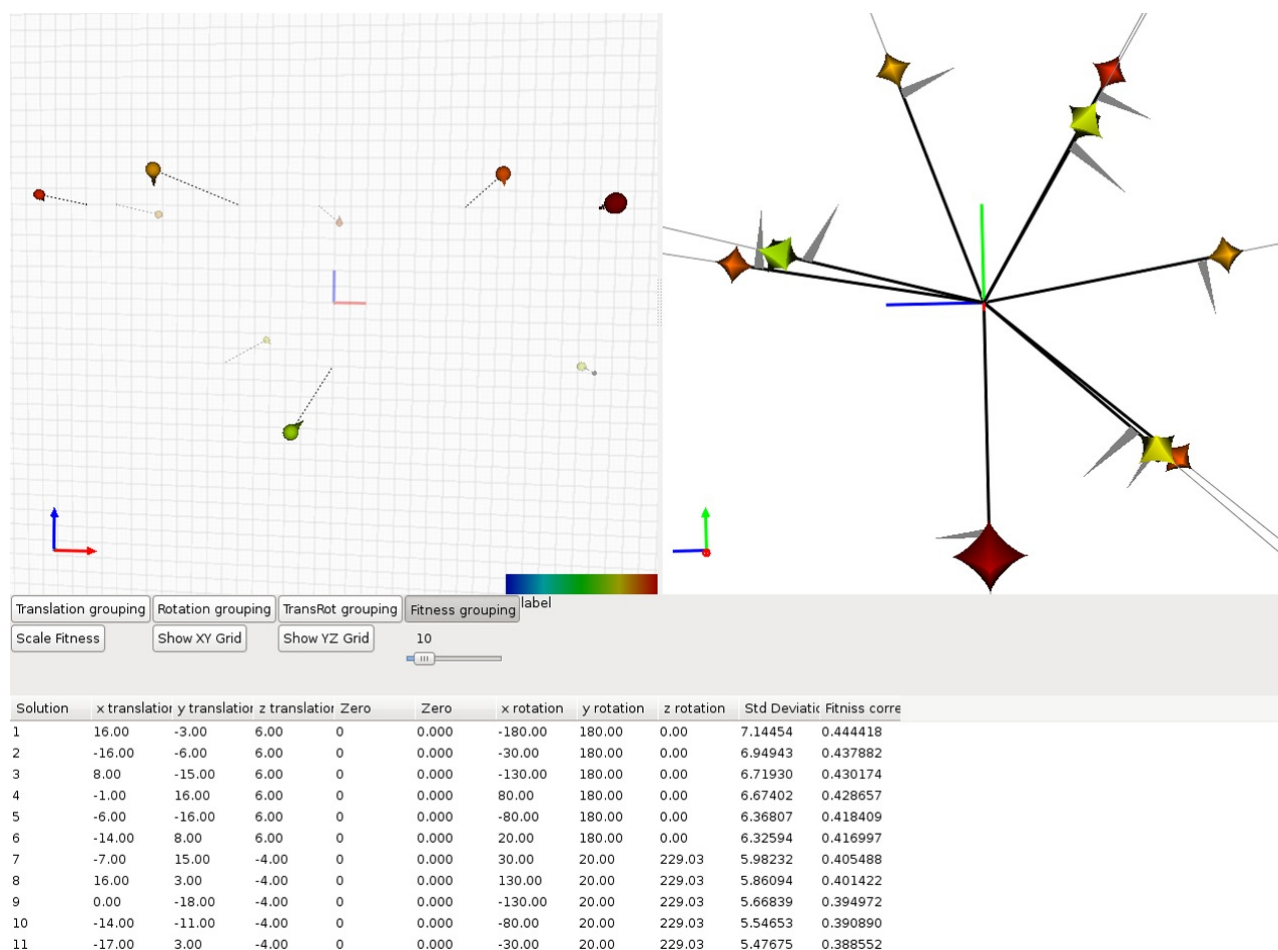 label
Translation grouping Rotation grouping TransRot grouping Fitness grouping
Scale Fitness Show XY Grid Show YZ Grid 10
Solution x translation y translation z translation Zero Zero x rotation y rotation z rotation Std Deviatic Fitniss corre
1 16.00 -3.00 6.00 0 0.000 -180.00 180.00 0.00 7.14454 0.444418
2 -16.00 -6.00 6.00 0 0.000 -30.00 180.00 0.00 6.94943 0.437882
3 8.00 -15.00 6.00 0 0.000 -130.00 180.00 0.00 6.71930 0.430174
4 -1.00 16.00 6.00 0 0.000 80.00 180.00 0.00 6.67402 0.428657
5 -6.00 -16.00 6.00 0 0.000 -80.00 180.00 0.00 6.36807 0.418409
6 -14.00 8.00 6.00 0 0.000 20.00 180.00 0.00 6.32594 0.416997
7 -7.00 15.00 -4.00 0 0.000 30.00 20.00 229.03 5.98232 0.405488
8 16.00 3.00 -4.00 0 0.000 130.00 20.00 229.03 5.86094 0.401422
9 0.00 -18.00 -4.00 0 0.000 -130.00 20.00 229.03 5.66839 0.394972
10 -14.00 -11.00 -4.00 0 0.000 -80.00 20.00 229.03 5.54653 0.390890
11 -17.00 3.00 -4.00 0 0.000 -30.00 20.00 229.03 5.47675 0.388552